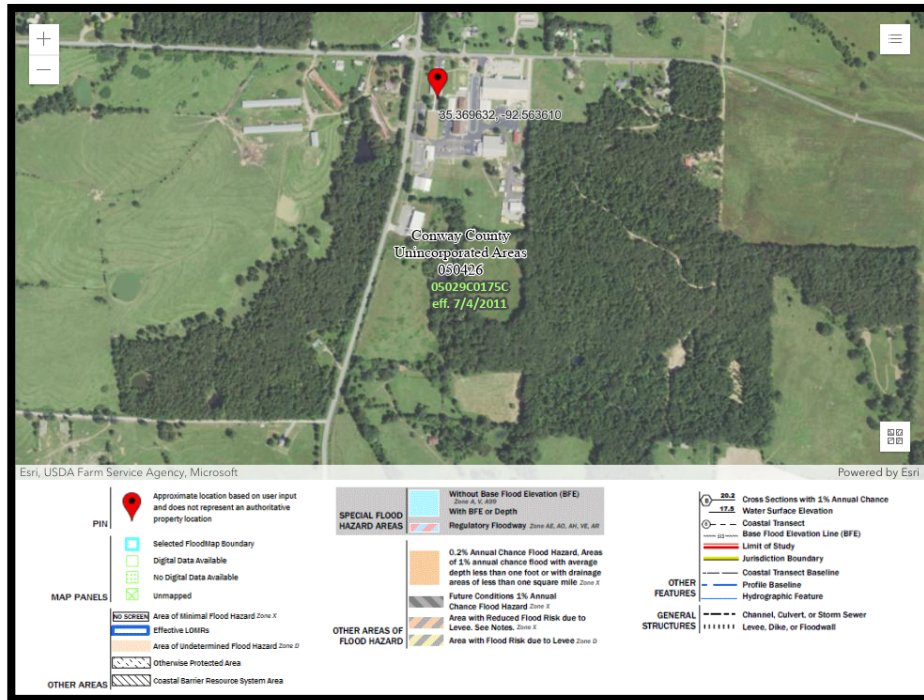 +
−
35.369632, -92.563610
Conway County
Unincorporated Areas
050426
05029C0175C
eff. 7/4/2011
Esri, USDA Farm Service Agency, Microsoft
Powered by Esri
PIN
Approximate location based on user input
and does not represent an authoritative
property location
MAP PANELS
Selected FloodMap Boundary
Digital Data Available
No Digital Data Available
Unmapped
OTHER AREAS
NO SCREEN Area of Minimal Flood Hazard Zone X
Effective LOMRs
Area of Undetermined Flood Hazard Zone D
Otherwise Protected Area
Coastal Barrier Resource System Area
SPECIAL FLOOD
HAZARD AREAS
Without Base Flood Elevation (BFE)
Zone A, V, A99
With BFE or Depth
Regulatory Floodway Zone AE, AO, AH, VE, AR
OTHER AREAS OF
FLOOD HAZARD
0.2% Annual Chance Flood Hazard, Areas
of 1% annual chance flood with average
depth less than one foot or with drainage
areas of less than one square mile Zone X
Future Conditions 1% Annual
Chance Flood Hazard Zone X
Area with Reduced Flood Risk due to
Levee. See Notes. Zone X
Area with Flood Risk due to Levee Zone D
OTHER
FEATURES
20.2 Cross Sections with 1% Annual Chance
17.5 Water Surface Elevation
Coastal Transect
Base Flood Elevation Line (BFE)
Limit of Study
Jurisdiction Boundary
Coastal Transect Baseline
Profile Baseline
Hydrographic Feature
GENERAL
STRUCTURES
Channel, Culvert, or Storm Sewer
Levee, Dike, or Floodwall